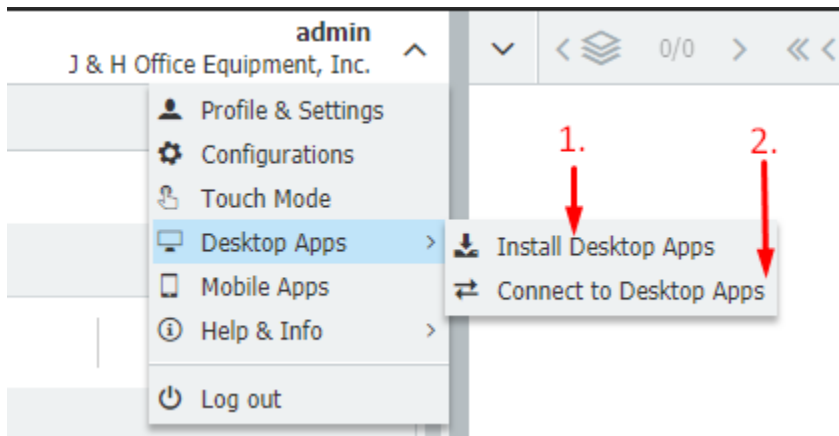 admin
J & H Office Equipment, Inc.
0/0
Profile & Settings
Configurations
1.
2.
Touch Mode
Desktop Apps
Install Desktop Apps
Mobile Apps
Connect to Desktop Apps
Help & Info
Log out